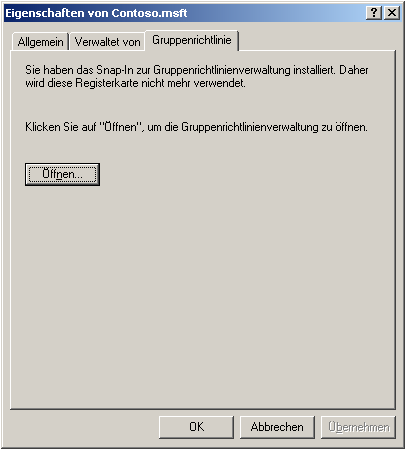 Eigenschaften von Contoso.msft
Allgemein Verwaltet von Gruppenrichtlinie
Sie haben das Snap-In zur Gruppenrichtlinienverwaltung installiert. Daher
wird diese Registerkarte nicht mehr verwendet.
Klicken Sie auf "Öffnen", um die Gruppenrichtlinienverwaltung zu öffnen.
Öffnen...
OK Abbrechen Übernehmen